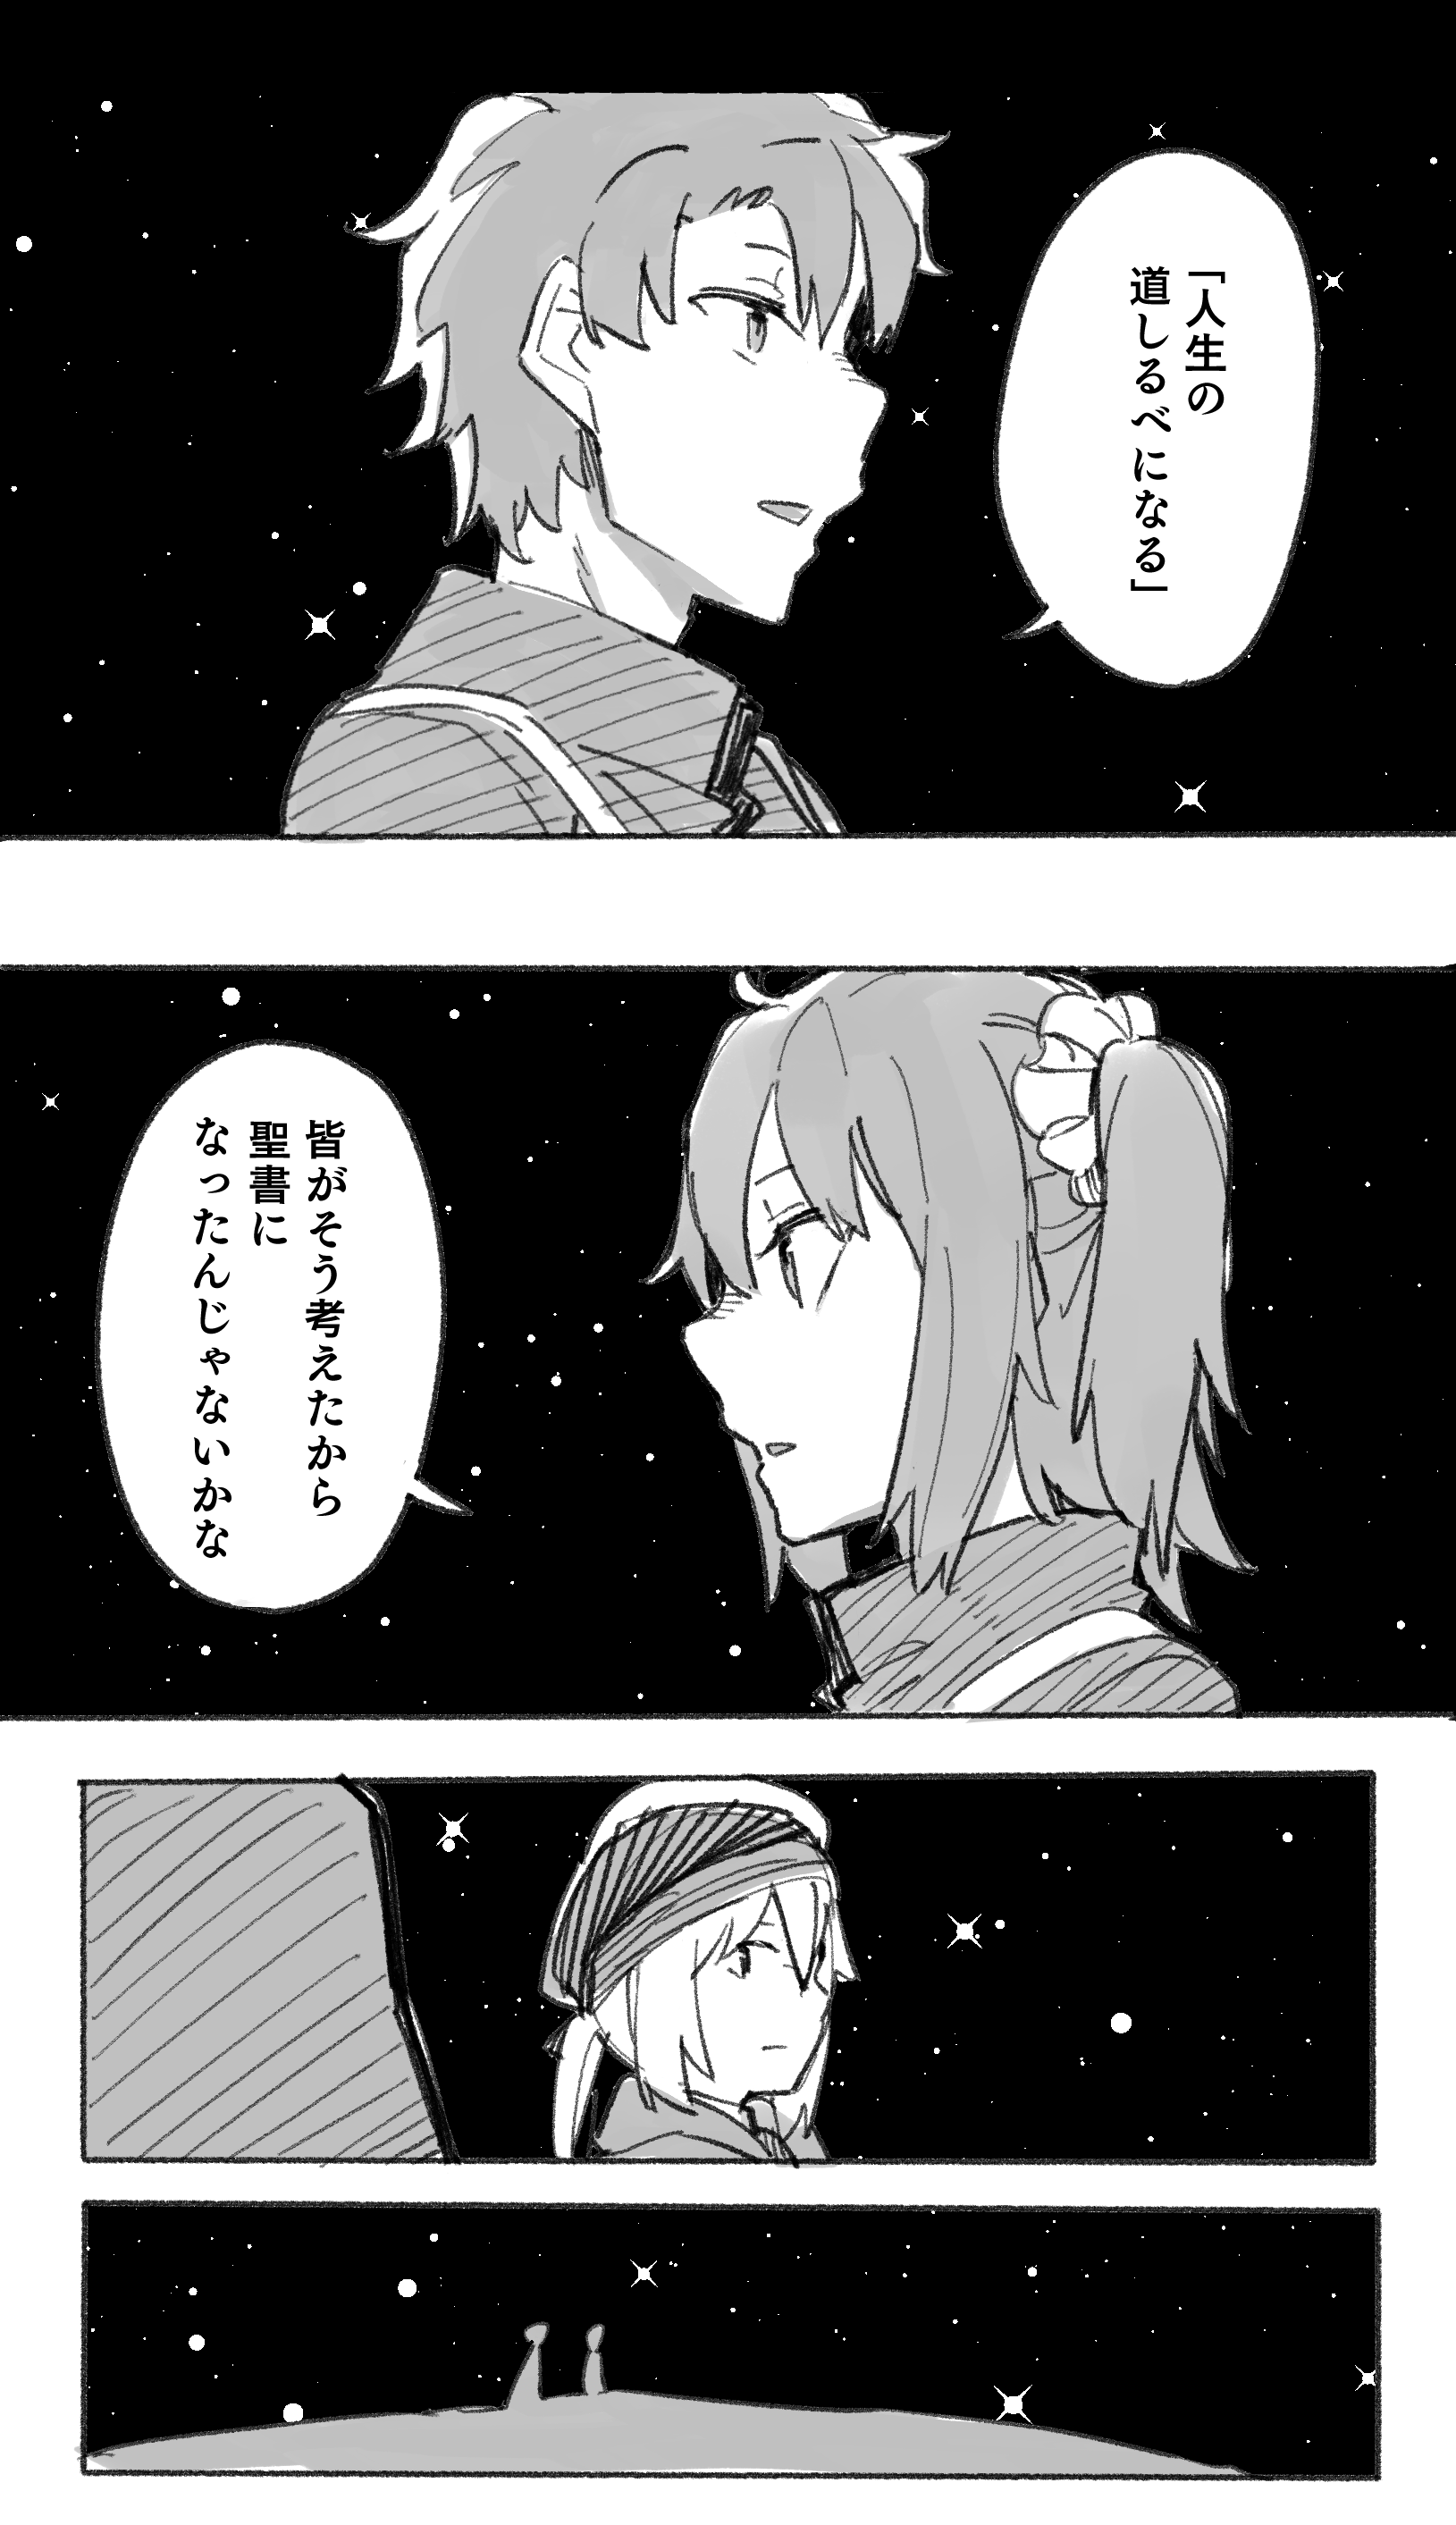 「人生の
道しるべになる」
皆がそう考えたから
聖書に
なったんじゃないかな